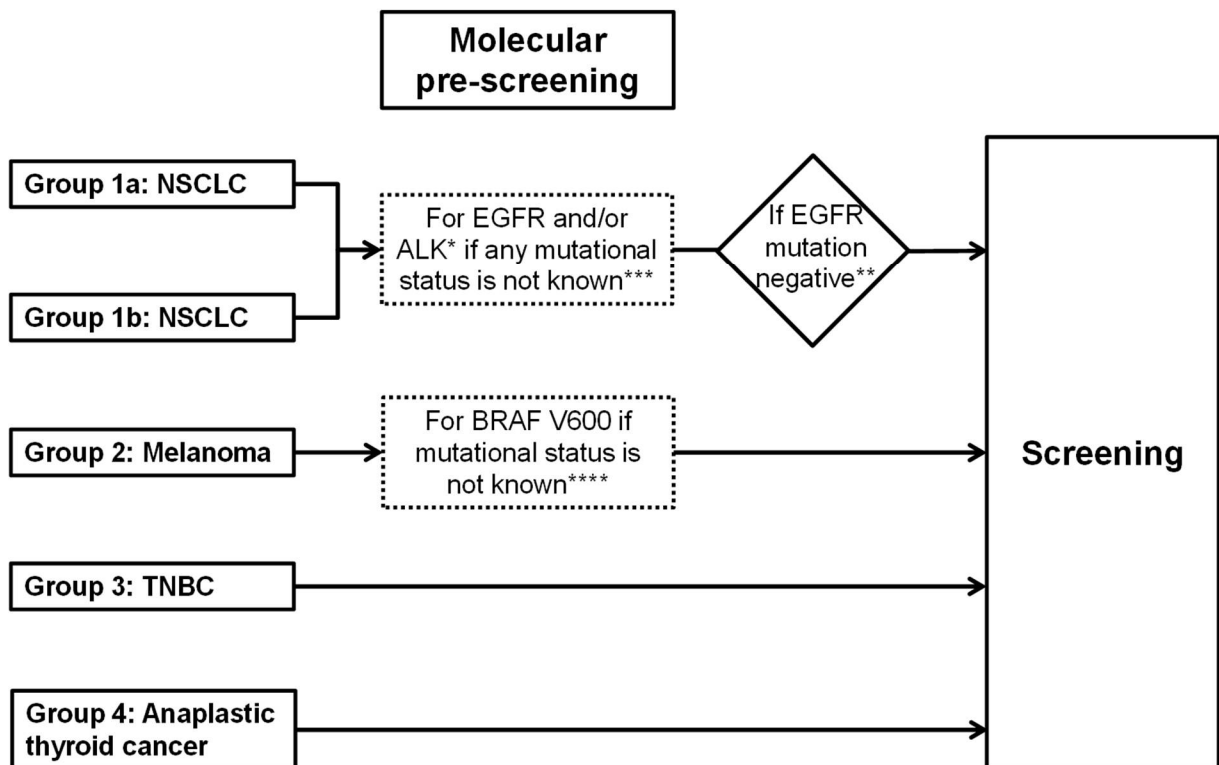 Molecular
pre-screening
Group 1a: NSCLC
Group 1b: NSCLC
For EGFR and/or
ALK* if any mutational
status is not known***
If EGFR
mutation
negative**
Group 2: Melanoma
For BRAF V600 if
mutational status is
not known****
Screening
Group 3: TNBC
Group 4: Anaplastic
thyroid cancer